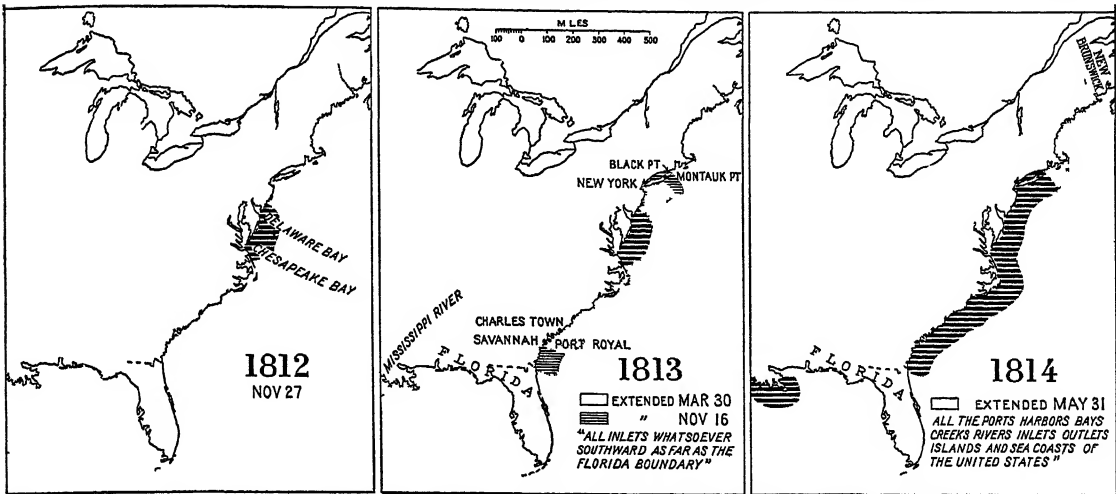 DELAWARE BAY
CHESAPEAKE BAY
1812
NOV 27
M LES
100 0 100 200 300 400 500
BLACK PT
MONTAUK PT
NEW YORK
MISSISSIPPI RIVER
CHARLES TOWN
SAVANNAH
PORT ROYAL
FLORIDA
1813
EXTENDED MAR 30
" NOV 16
"ALL INLETS WHATSOEVER
SOUTHWARD AS FAR AS THE
FLORIDA BOUNDARY"
NEW
BRUNSWICK
FLORIDA
1814
EXTENDED MAY 31
ALL THE PORTS HARBORS BAYS
CREEKS RIVERS INLETS OUTLETS
ISLANDS AND SEA COASTS OF
THE UNITED STATES"